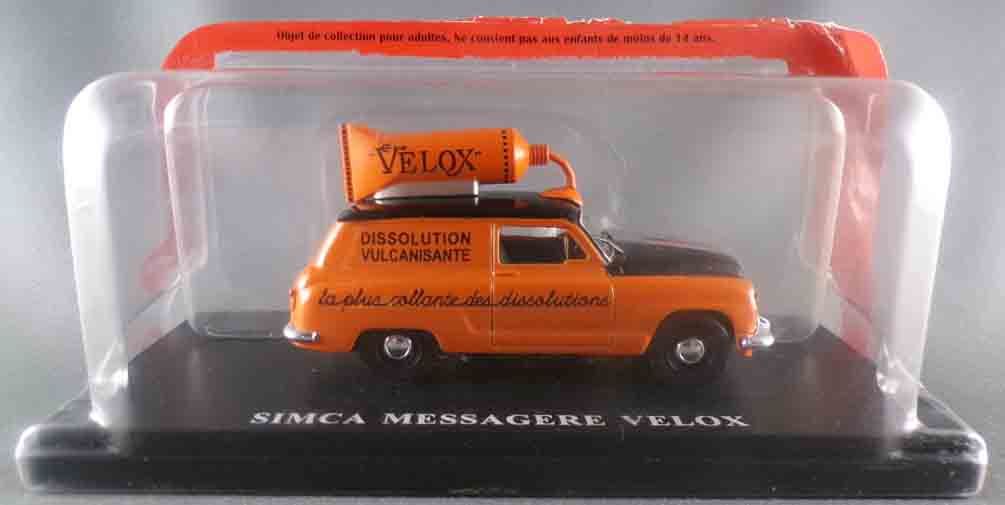 Objet de collection pour adultes. Ne convient pas aux enfants de moins de 14 ans.
VELOX
DISSOLUTION
VULCANISANTE
la plus collante des dissolutions
SIMCA MESSAGERE VELOX